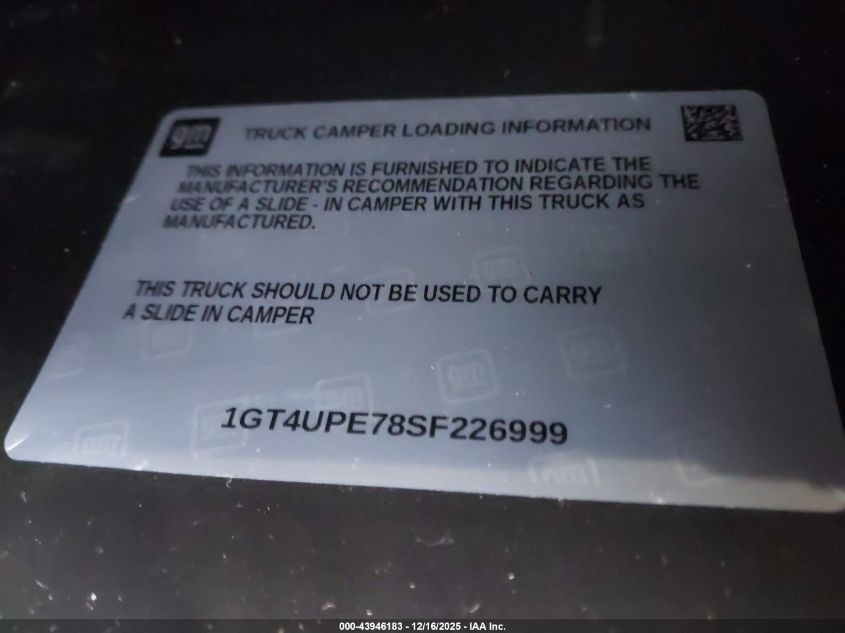 gm TRUCK CAMPER LOADING INFORMATION
THIS INFORMATION IS FURNISHED TO INDICATE THE
MANUFACTURER'S RECOMMENDATION REGARDING THE
USE OF A SLIDE - IN CAMPER WITH THIS TRUCK AS
MANUFACTURED.
THIS TRUCK SHOULD NOT BE USED TO CARRY
A SLIDE IN CAMPER
1GT4UPE78SF226999
000-43946183 - 12/16/2025 - IAA Inc.